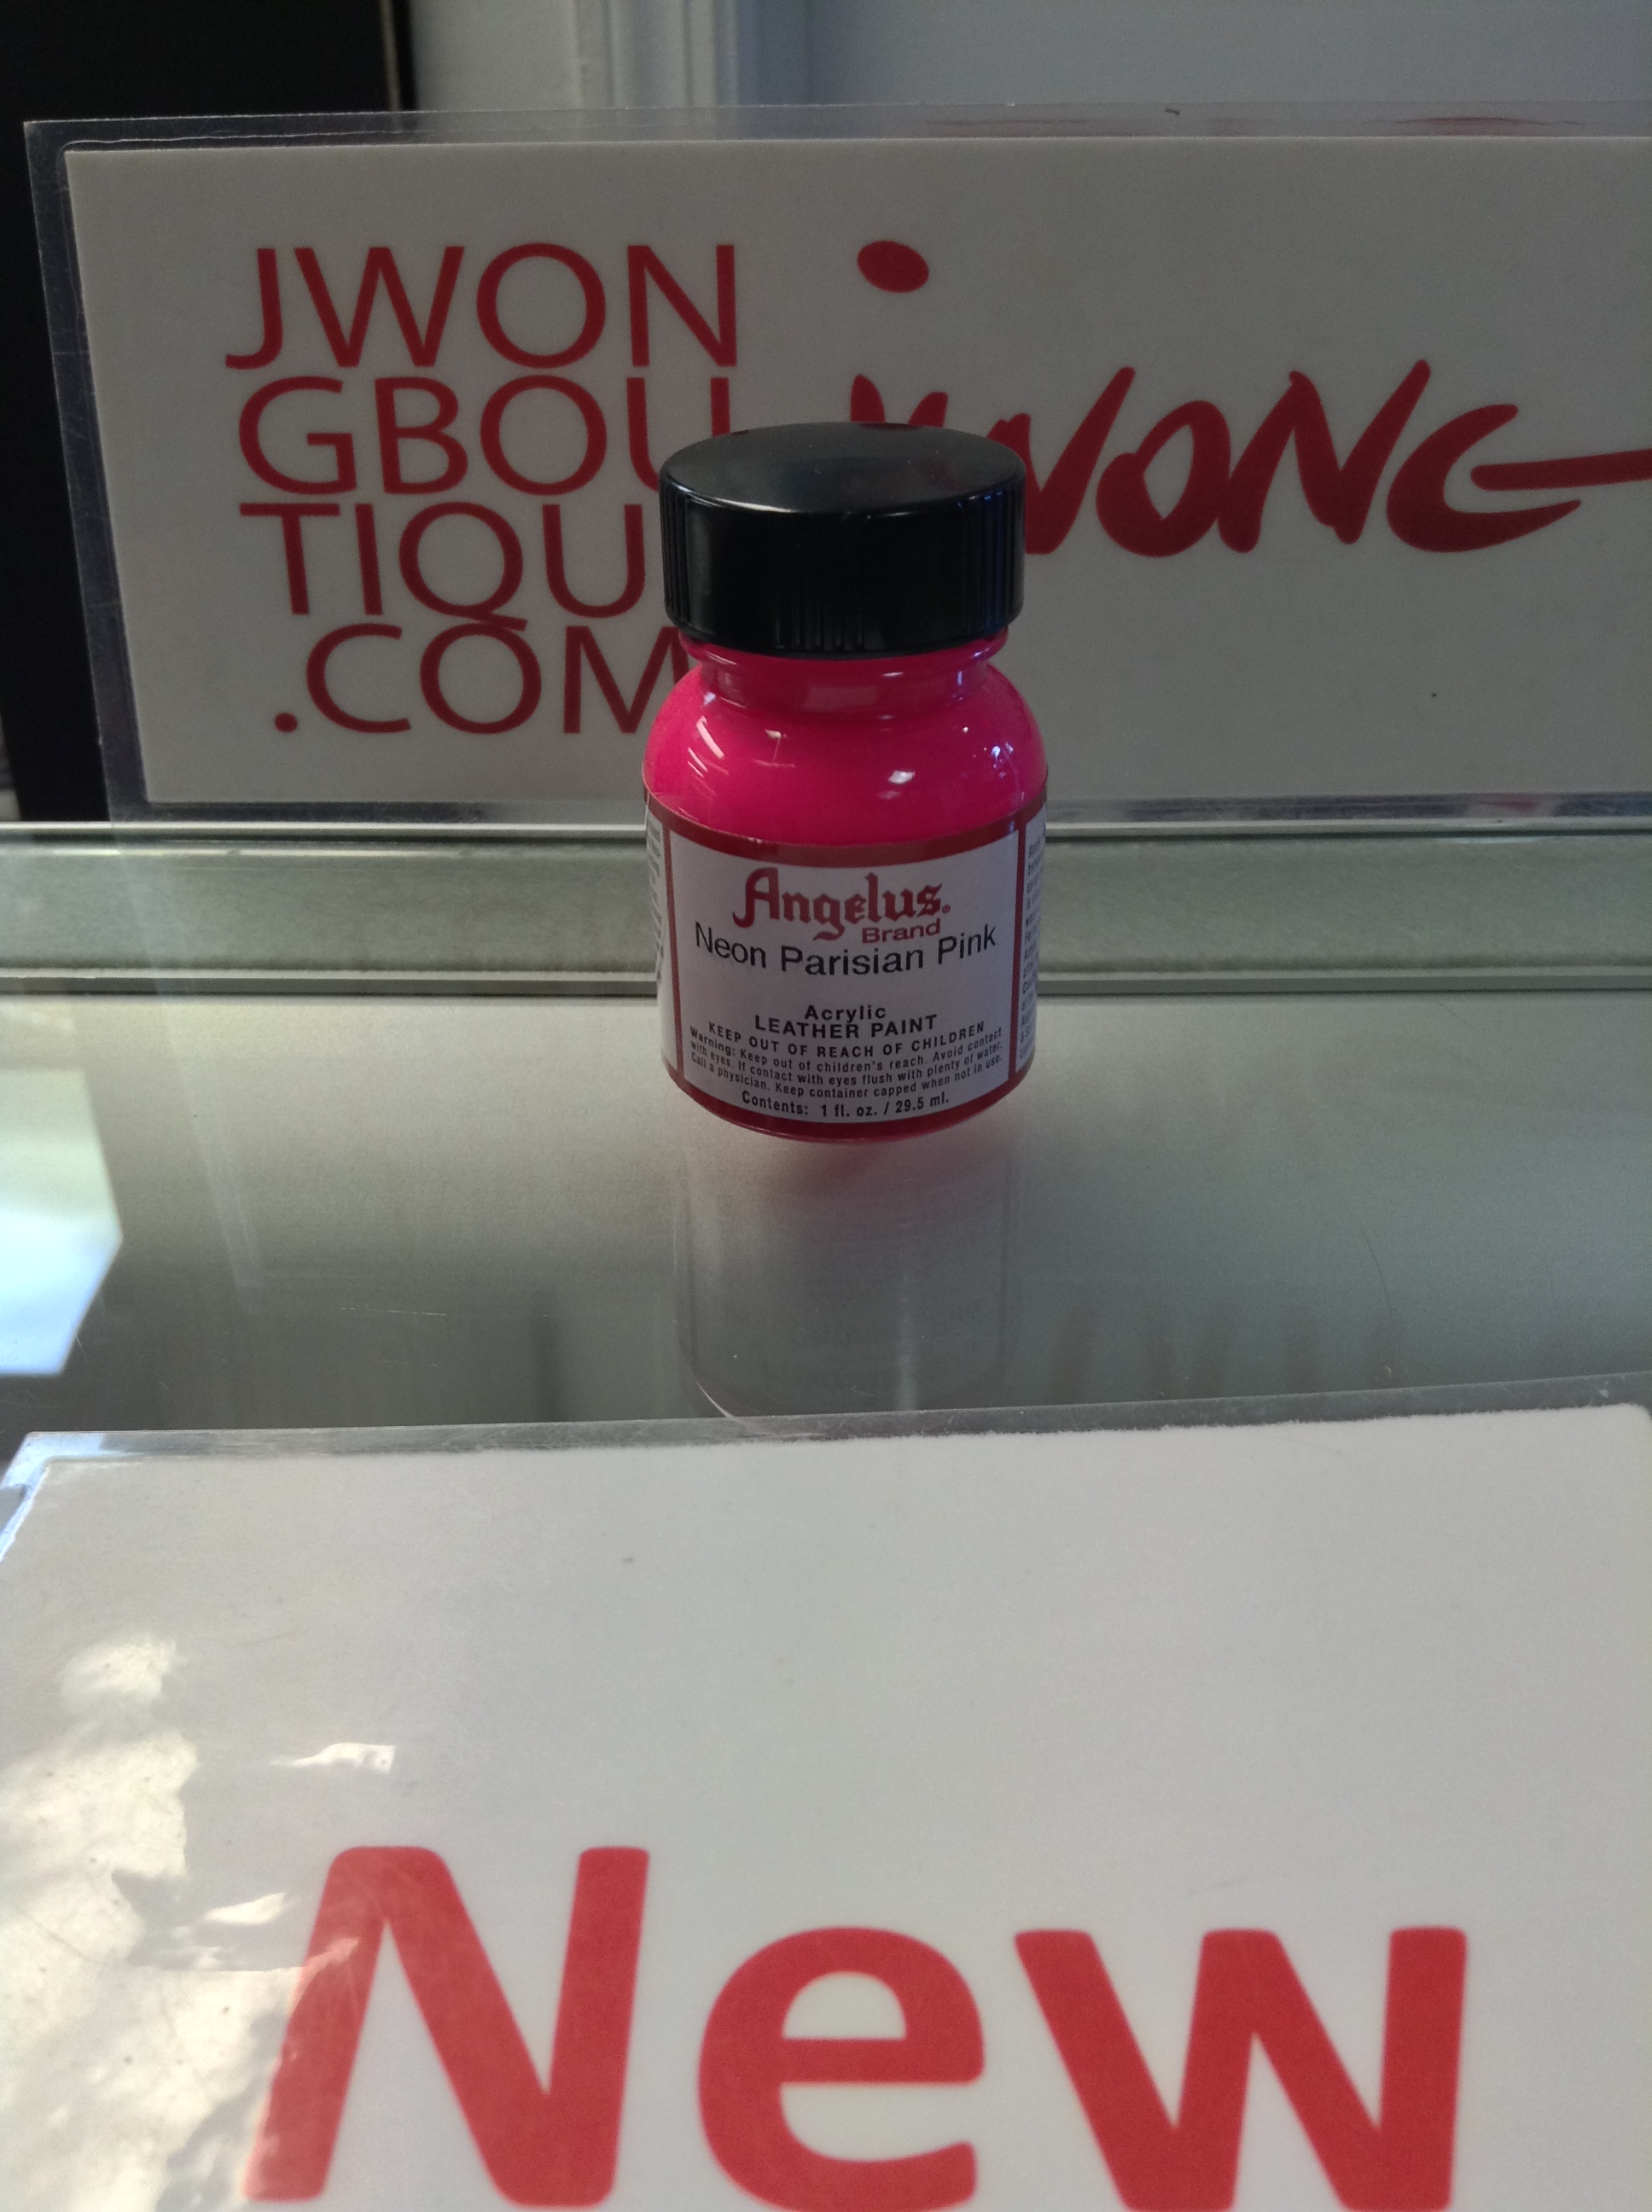 JWON
GBOU
TIQU
.COM
jWONG
Angelus.
Brand
Neon Parisian Pink
Acrylic
LEATHER PAINT
KEEP OUT OF REACH OF CHILDREN
Warning: Keep out of children's reach. Avoid contact
with eyes. If contact with eyes flush with plenty of water.
Call a physician. Keep container capped when not in use.
Contents: 1 fl. oz. / 29.5 ml.
New